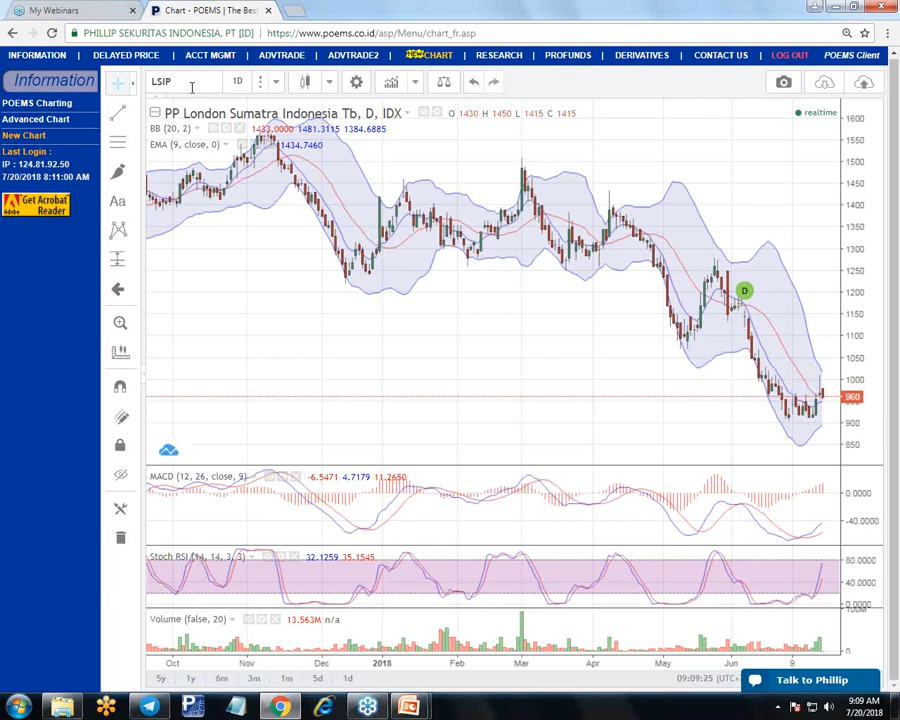 My Webinars
Chart - POEMS | The Bes
PHILLIP SEKURITAS INDONESIA, PT [ID]
https://www.poems.co.id/asp/Menu/chart_fr.asp
INFORMATION
DELAYED PRICE
ACCT MGMT
ADVTRADE
ADVTRADE2
NEW CHART
RESEARCH
PROFUNDS
DERIVATIVES
CONTACT US
LOG OUT
POEMS Client
Information
POEMS Charting
Advanced Chart
New Chart
Last Login :
IP : 124.81.92.50
7/20/2018 8:11:00 AM
Get Acrobat
Reader
Adobe
LSIP
1D
Aa
PP London Sumatra Indonesia Tb, D, IDX
O 1430 H 1450 L 1415 C 1415
realtime
BB (20, 2) 1433.0000 1481.3115 1384.6885
EMA (9, close, 0) 1434.7460
D
1600
1500
1450
1400
1350
1300
1250
1200
1150
1100
1050
1000
960
900
850
MACD (12, 26, close, 9) -6.5471 4.7179 11.2650
0.0000
-40.0000
Stoch RSI (14, 14, 3, 3) 32.1259 35.1545
80.0000
40.0000
0.0000
Volume (false, 20) 13.563M n/a
100M
0
Oct Nov Dec 2018 Feb Mar Apr May Jun 9
5y 1y 6m 3m 1m 5d 1d
09:09:25 (UTC+
Talk to Phillip
9:09 AM
7/20/2018